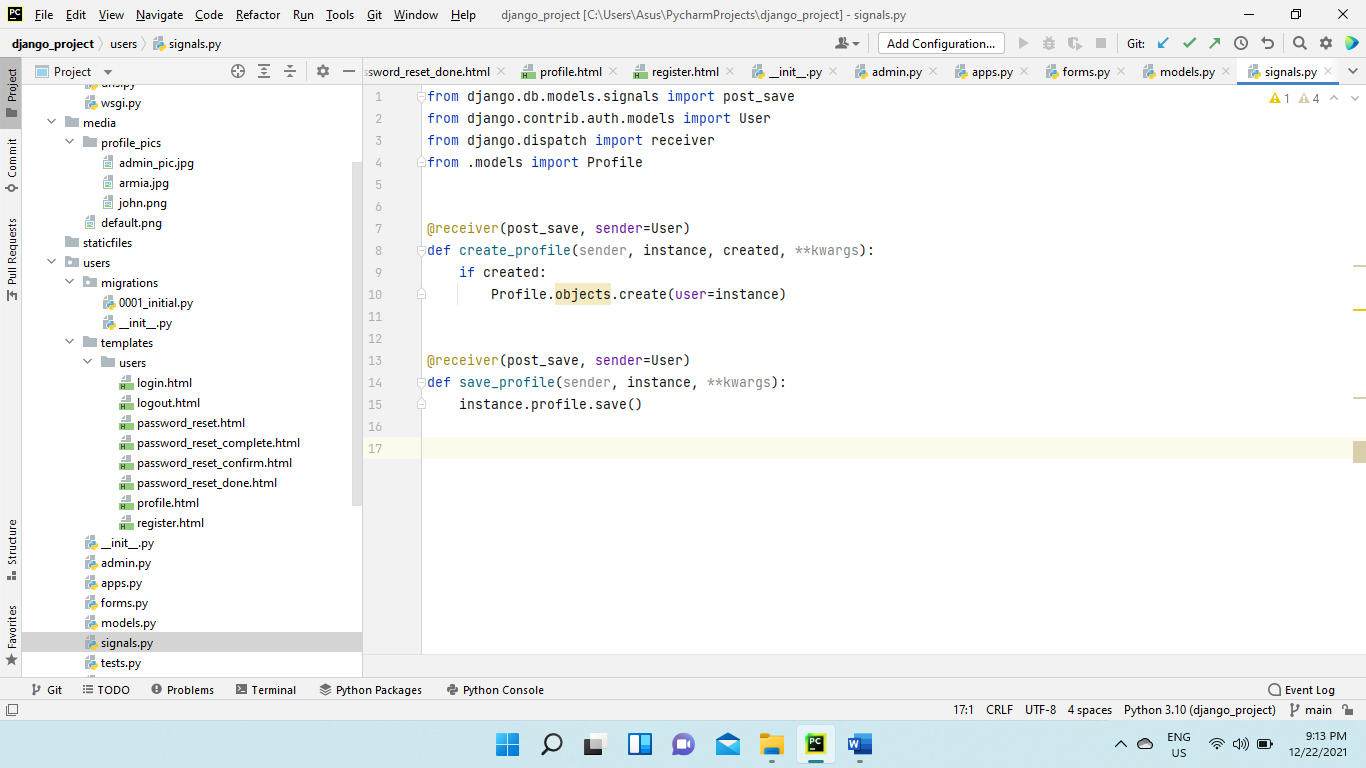 File Edit View Navigate Code Refactor Run Tools Git Window Help django_project [C:\Users\Asus\PycharmProjects\django_project] - signals.py
django_project users signals.py Add Configuration... Git:
Project ssword_reset_done.html profile.html register.html __init__.py admin.py apps.py forms.py models.py signals.py
Project
Commit
Pull Requests
Structure
Favorites
wsgi.py
media
profile_pics
admin_pic.jpg
armia.jpg
john.png
default.png
staticfiles
users
migrations
0001_initial.py
__init__.py
templates
users
login.html
logout.html
password_reset.html
password_reset_complete.html
password_reset_confirm.html
password_reset_done.html
profile.html
register.html
__init__.py
admin.py
apps.py
forms.py
models.py
signals.py
tests.py
1 from django.db.models.signals import post_save
2 from django.contrib.auth.models import User
3 from django.dispatch import receiver
4 from .models import Profile
5
6
7 @receiver(post_save, sender=User)
8 def create_profile(sender, instance, created, **kwargs):
9     if created:
10         Profile.objects.create(user=instance)
11
12
13 @receiver(post_save, sender=User)
14 def save_profile(sender, instance, **kwargs):
15     instance.profile.save()
16
17
1 4
Git TODO Problems Terminal Python Packages Python Console Event Log
17:1 CRLF UTF-8 4 spaces Python 3.10 (django_project) main
ENG
US
9:13 PM
12/22/2021